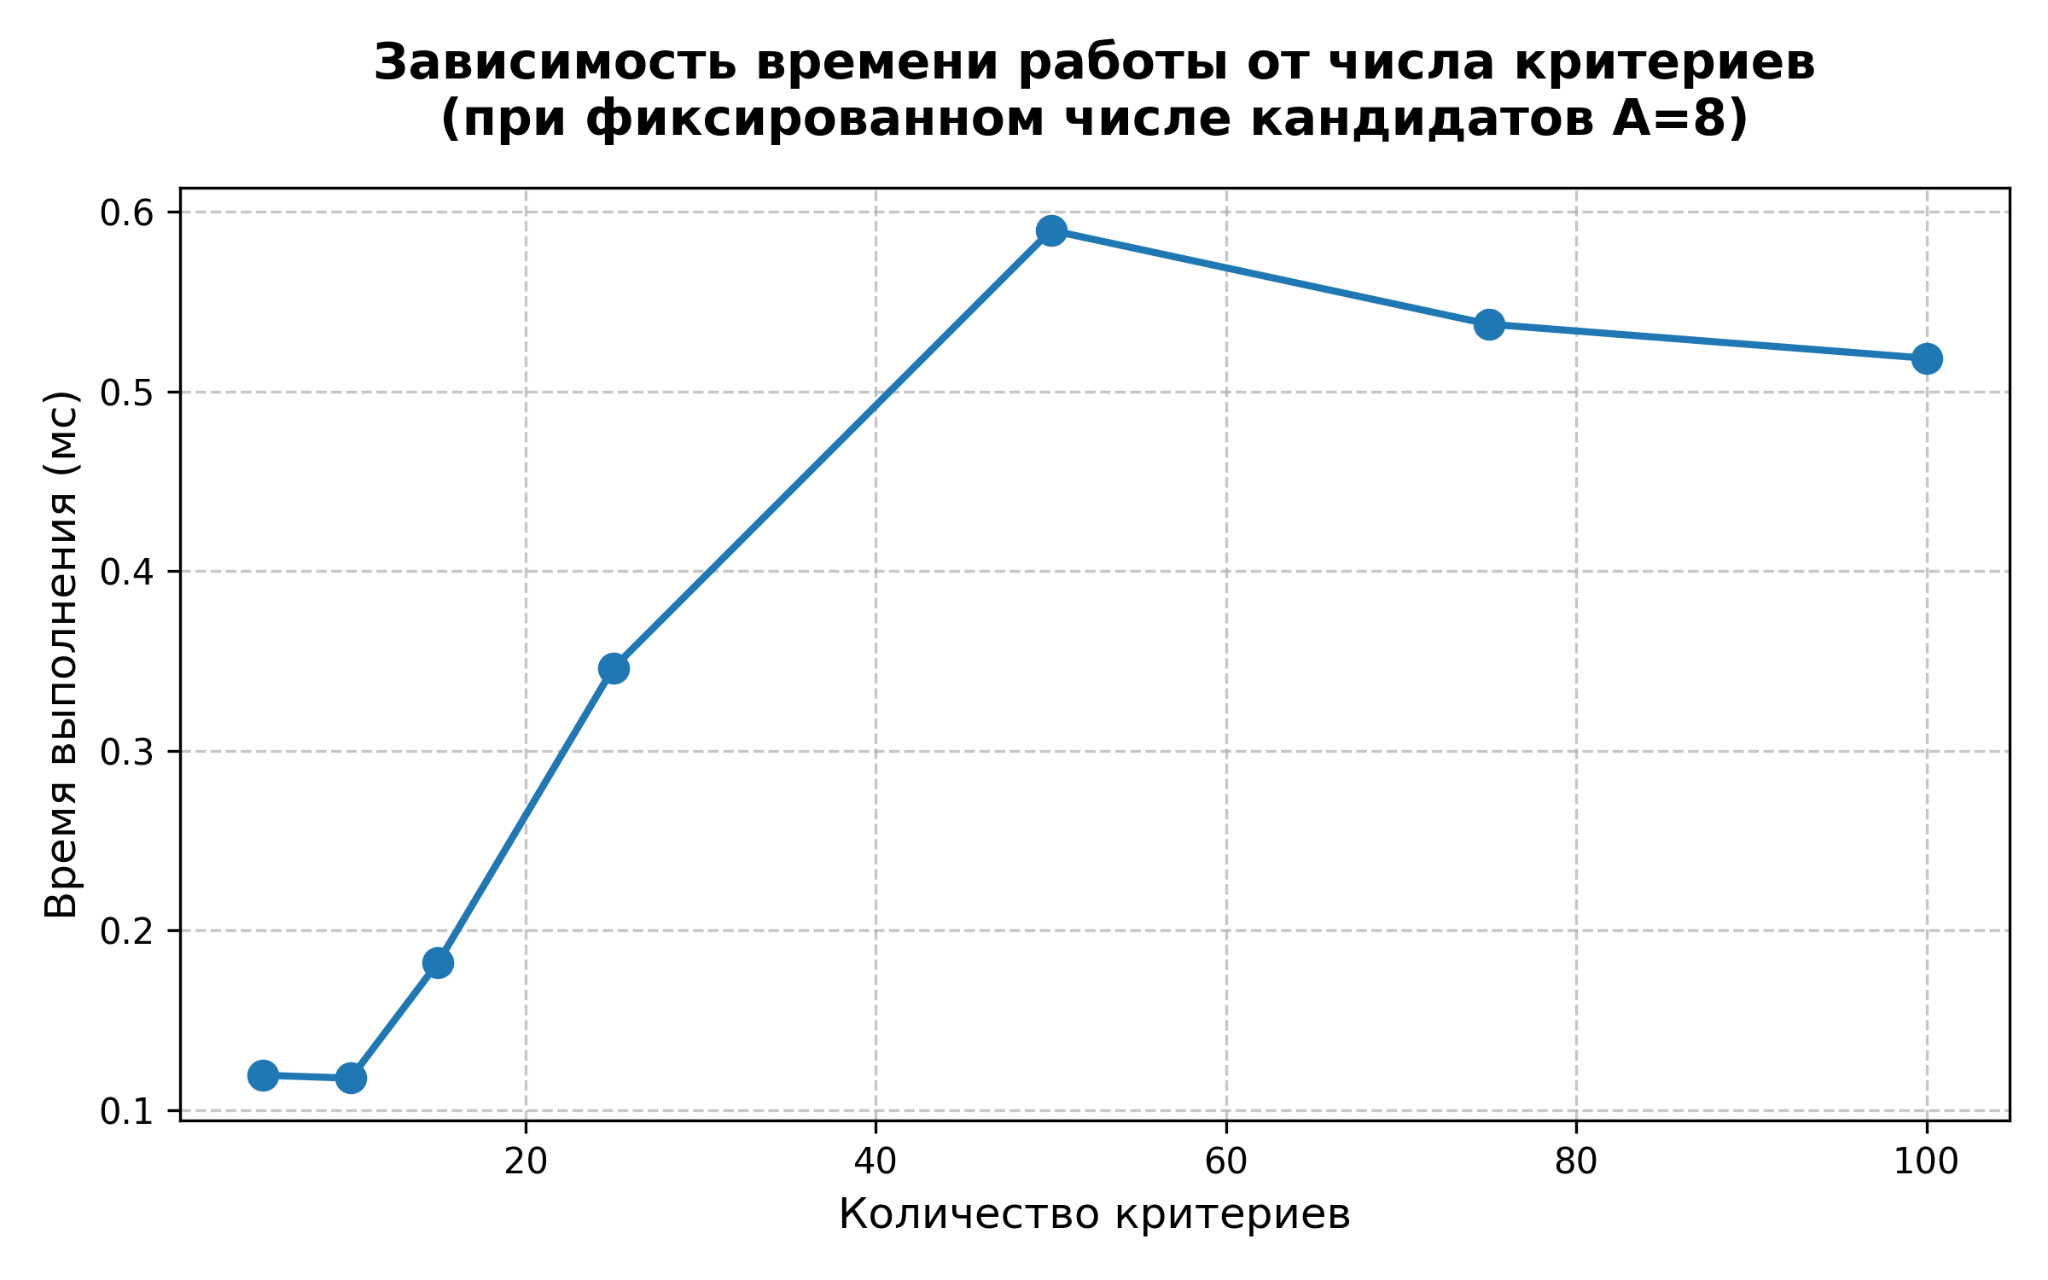 Зависимость времени работы от числа критериев
(при фиксированном числе кандидатов A=8)
0.6
0.5
0.4
0.3
0.2
0.1
Время выполнения (мс)
20 40 60 80 100
Количество критериев